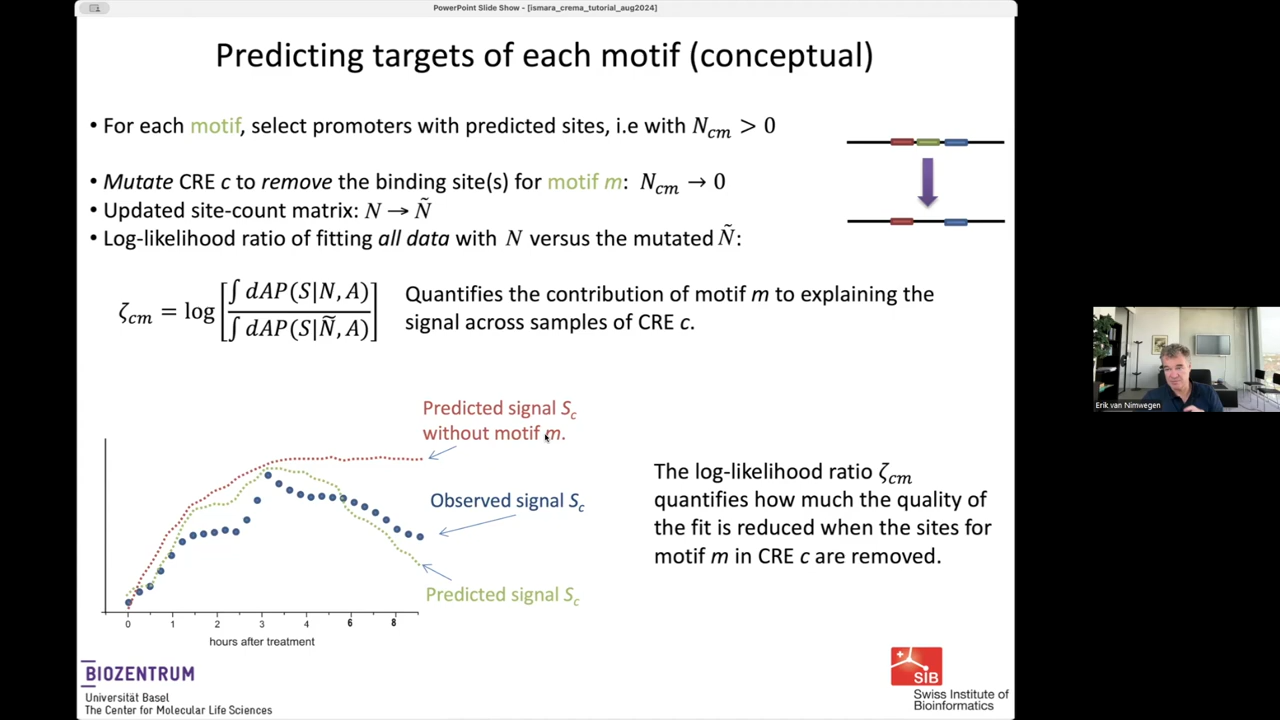 PowerPoint Slide Show - [ismara_crema_tutorial_aug2024]
Predicting targets of each motif (conceptual)
• For each motif, select promoters with predicted sites, i.e with N_cm > 0
• Mutate CRE c to remove the binding site(s) for motif m: N_cm → 0
• Updated site-count matrix: N → Ñ
• Log-likelihood ratio of fitting all data with N versus the mutated Ñ:
ζ_cm = log [ ∫ dAP(S|N, A) / ∫ dAP(S|Ñ, A) ]
Quantifies the contribution of motif m to explaining the
signal across samples of CRE c.
Predicted signal S_c
without motif m.
Observed signal S_c
Predicted signal S_c
0 1 2 3 4 6 8
hours after treatment
The log-likelihood ratio ζ_cm
quantifies how much the quality of
the fit is reduced when the sites for
motif m in CRE c are removed.
Erik van Nimwegen
BIOZENTRUM
Universität Basel
The Center for Molecular Life Sciences
SIB
Swiss Institute of
Bioinformatics